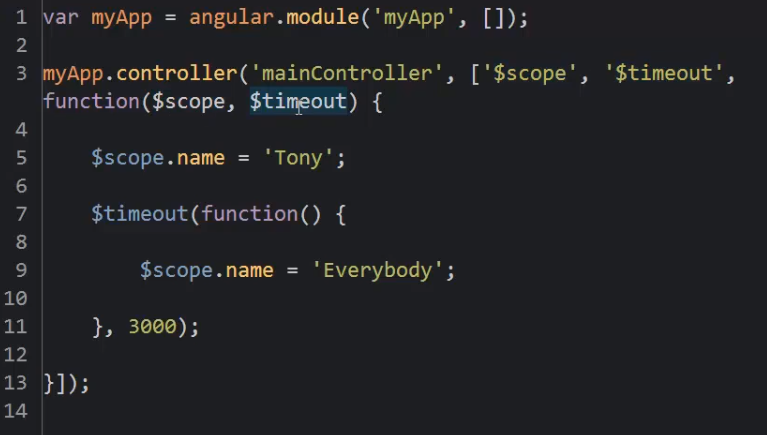 1 var myApp = angular.module('myApp', []);
2
3 myApp.controller('mainController', ['$scope', '$timeout',
function($scope, $timeout) {
4
5 $scope.name = 'Tony';
6
7 $timeout(function() {
8
9 $scope.name = 'Everybody';
10
11 }, 3000);
12
13 }]);
14